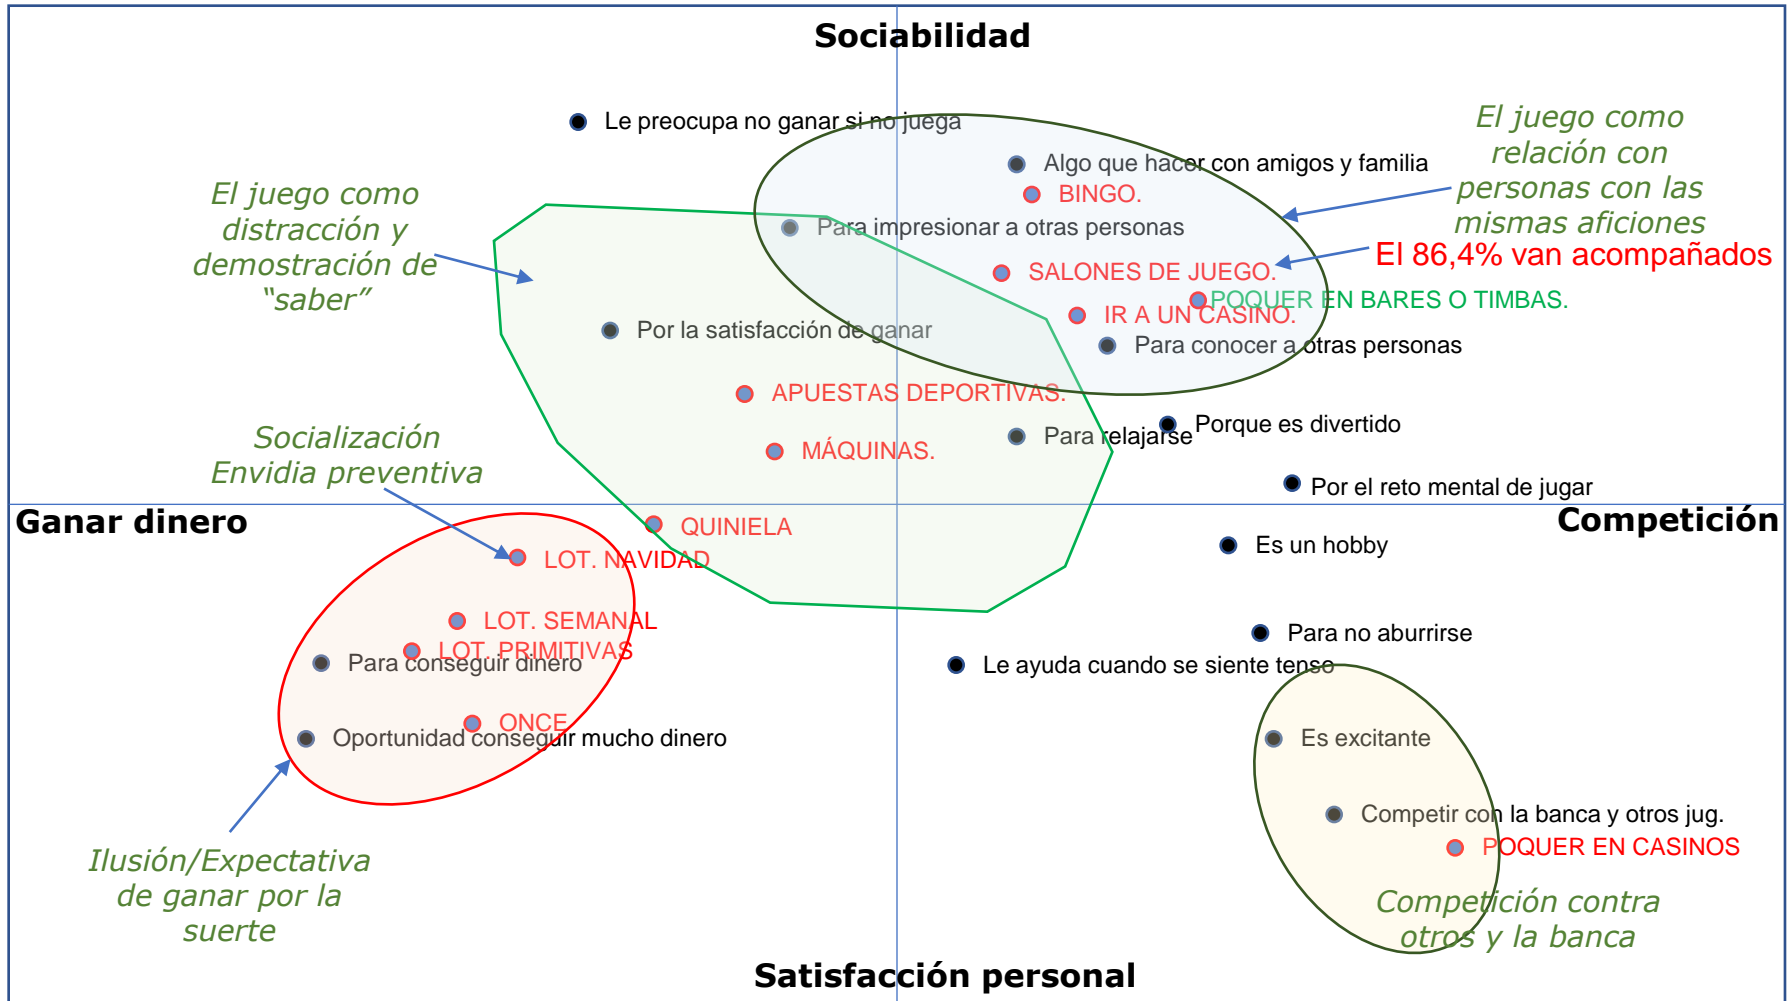 Sociabilidad
Le preocupa no ganar si no juega
El juego como
relación con
personas con las
mismas aficiones
Algo que hacer con amigos y familia
BINGO.
El juego como
distracción y
demostración de
“saber”
Para impresionar a otras personas
El 86,4% van acompañados
SALONES DE JUEGO.
POQUER EN BARES O TIMBAS.
IR A UN CASINO.
Por la satisfacción de ganar
Para conocer a otras personas
APUESTAS DEPORTIVAS.
Porque es divertido
Para relajarse
Socialización
Envidia preventiva
MÁQUINAS.
Por el reto mental de jugar
Ganar dinero
Competición
QUINIELA
Es un hobby
LOT. NAVIDAD
LOT. SEMANAL
Para no aburrirse
LOT. PRIMITIVAS
Para conseguir dinero
Le ayuda cuando se siente tenso
ONCE
Oportunidad conseguir mucho dinero
Es excitante
Competir con la banca y otros jug.
POQUER EN CASINOS
Ilusión/Expectativa
de ganar por la
suerte
Competición contra
otros y la banca
Satisfacción personal